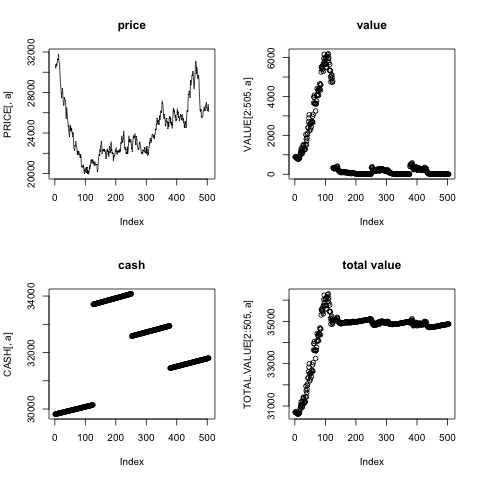 price
PRICE[, a]
20000 24000 28000 32000
0 100 200 300 400 500
Index
value
VALUE[2:505, a]
0 2000 4000 6000
0 100 200 300 400 500
Index
cash
CASH[, a]
30000 32000 34000
0 100 200 300 400 500
Index
total value
TOTAL.VALUE[2:505, a]
31000 33000 35000
0 100 200 300 400 500
Index